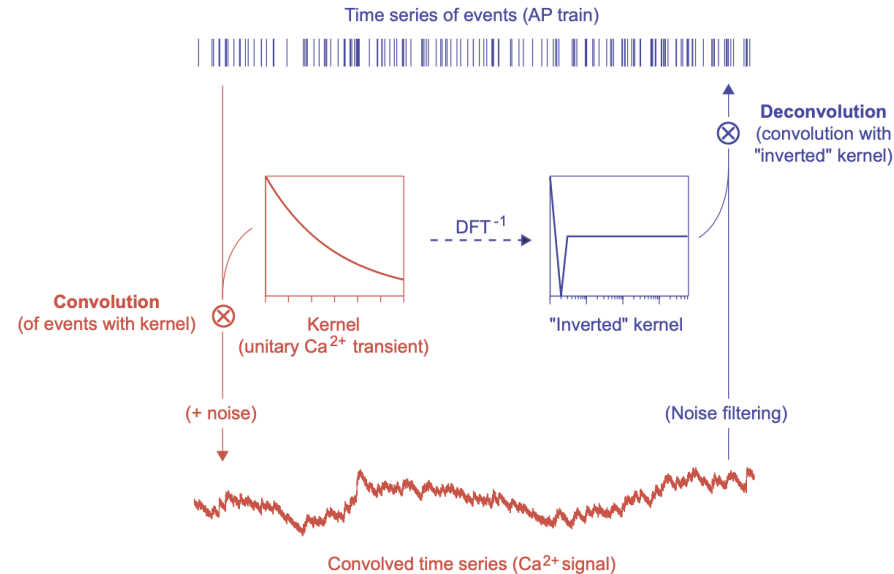 Time series of events (AP train)
Deconvolution
(convolution with
"inverted" kernel)
DFT⁻¹
Convolution
(of events with kernel)
Kernel
(unitary Ca²⁺ transient)
"Inverted" kernel
(+ noise)
(Noise filtering)
Convolved time series (Ca²⁺ signal)